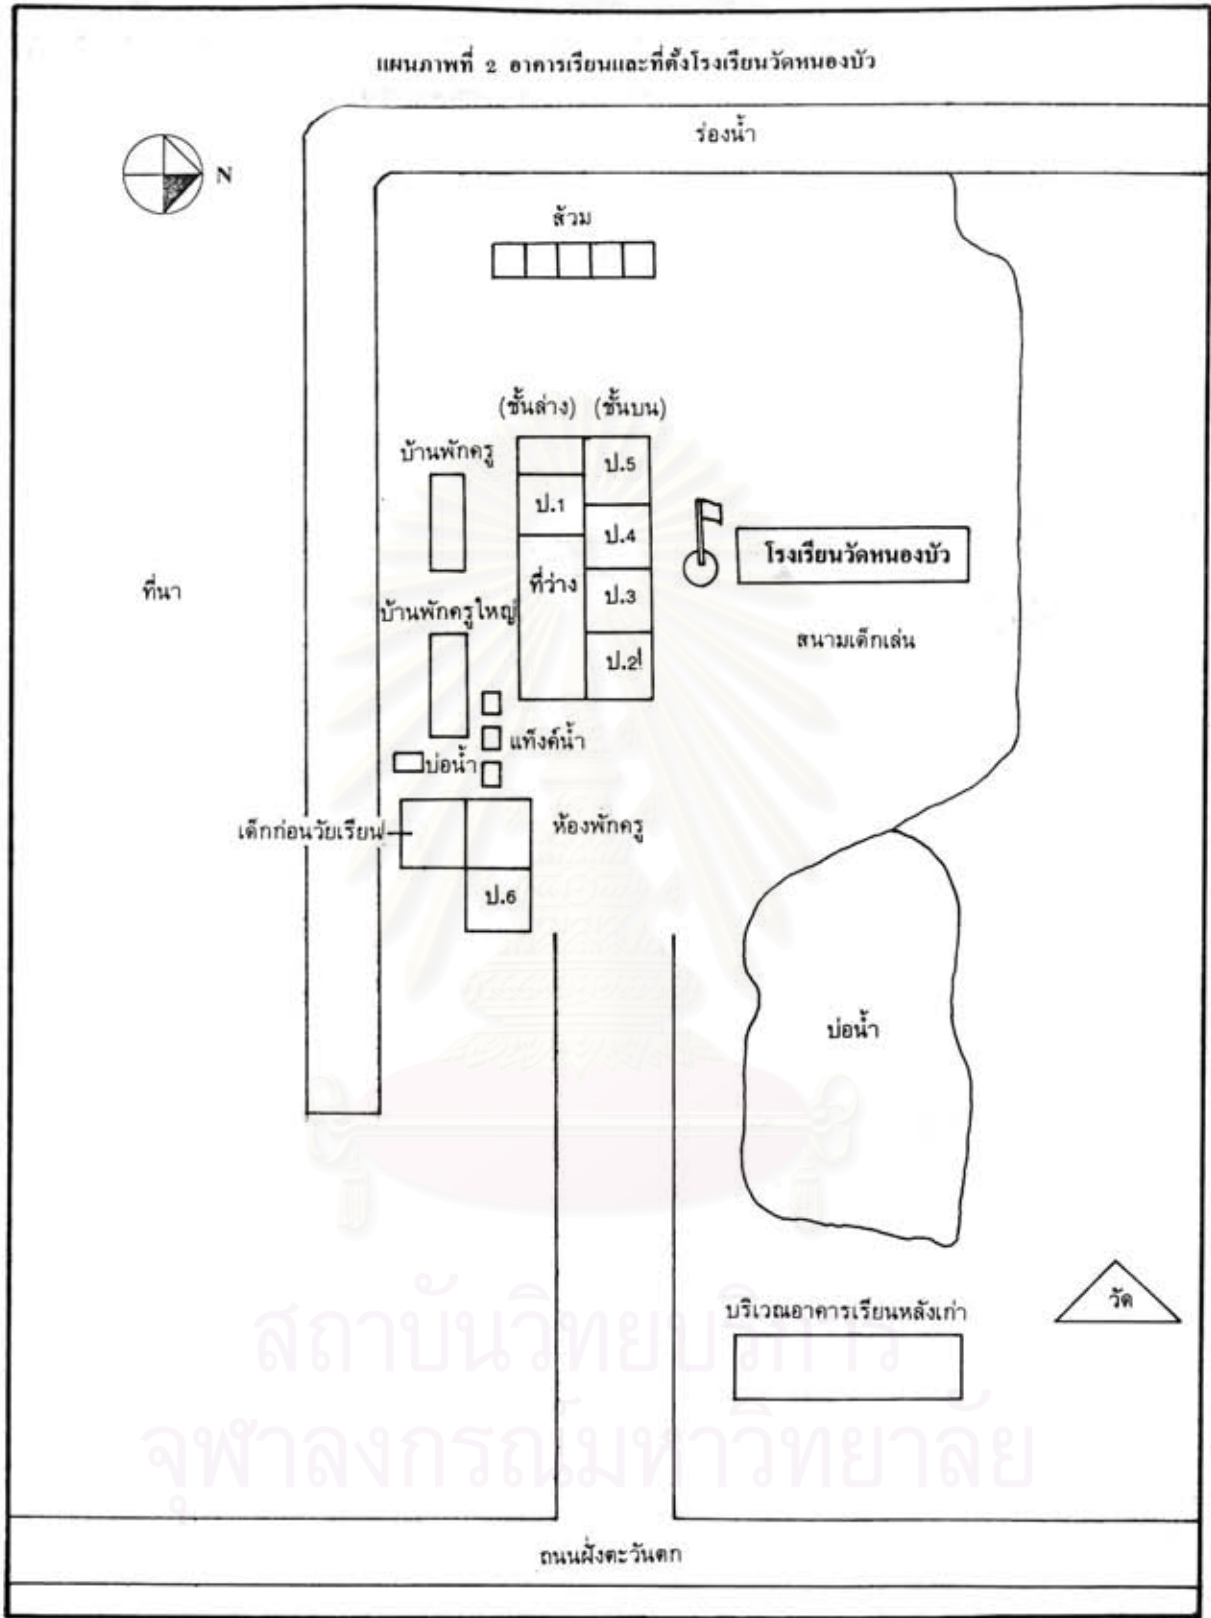 แผนภาพที่ 2 อาคารเรียนและที่ตั้งโรงเรียนวัดหนองบัว
ร่องน้ำ
N
ส้วม
(ชั้นล่าง) (ชั้นบน)
บ้านพักครู
ป.5
ป.1
ป.4
โรงเรียนวัดหนองบัว
ที่นา
ที่ว่าง
ป.3
บ้านพักครูใหญ่
สนามเด็กเล่น
ป.2
แท็งค์น้ำ
บ่อน้ำ
เด็กก่อนวัยเรียน
ห้องพักครู
ป.6
บ่อน้ำ
วัด
บริเวณอาคารเรียนหลังเก่า
สถาบันวิทยบริการ
จุฬาลงกรณ์มหาวิทยาลัย
ถนนฝั่งตะวันตก